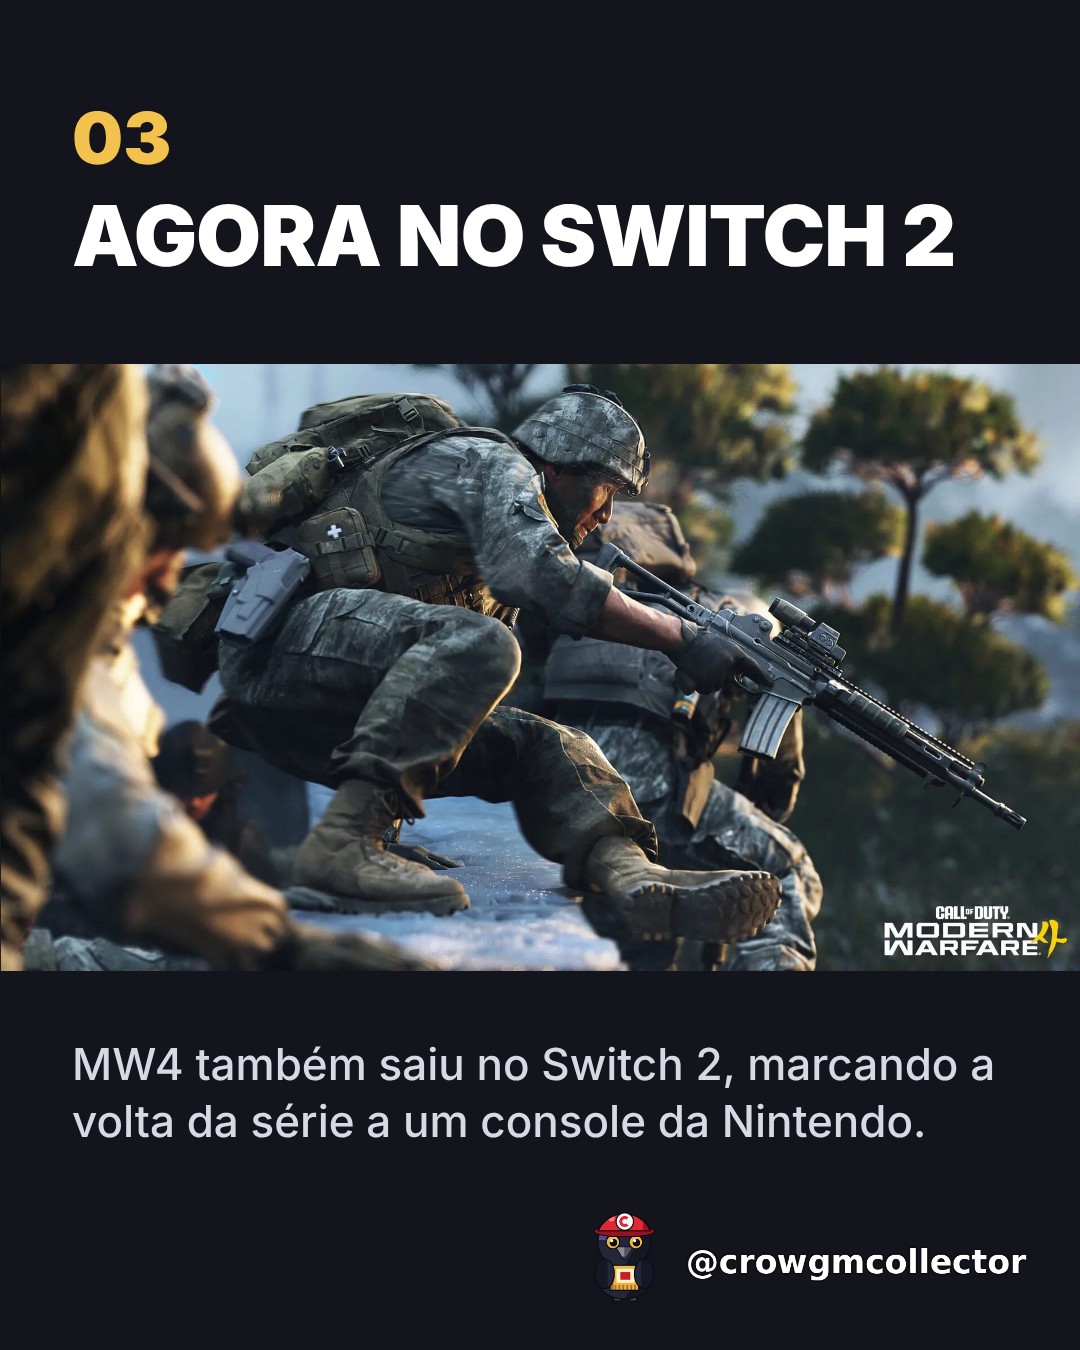 03
AGORA NO SWITCH 2
CALL OF DUTY
MODERN
WARFARE 4
MW4 também saiu no Switch 2, marcando a
volta da série a um console da Nintendo.
C
@crowgmcollector